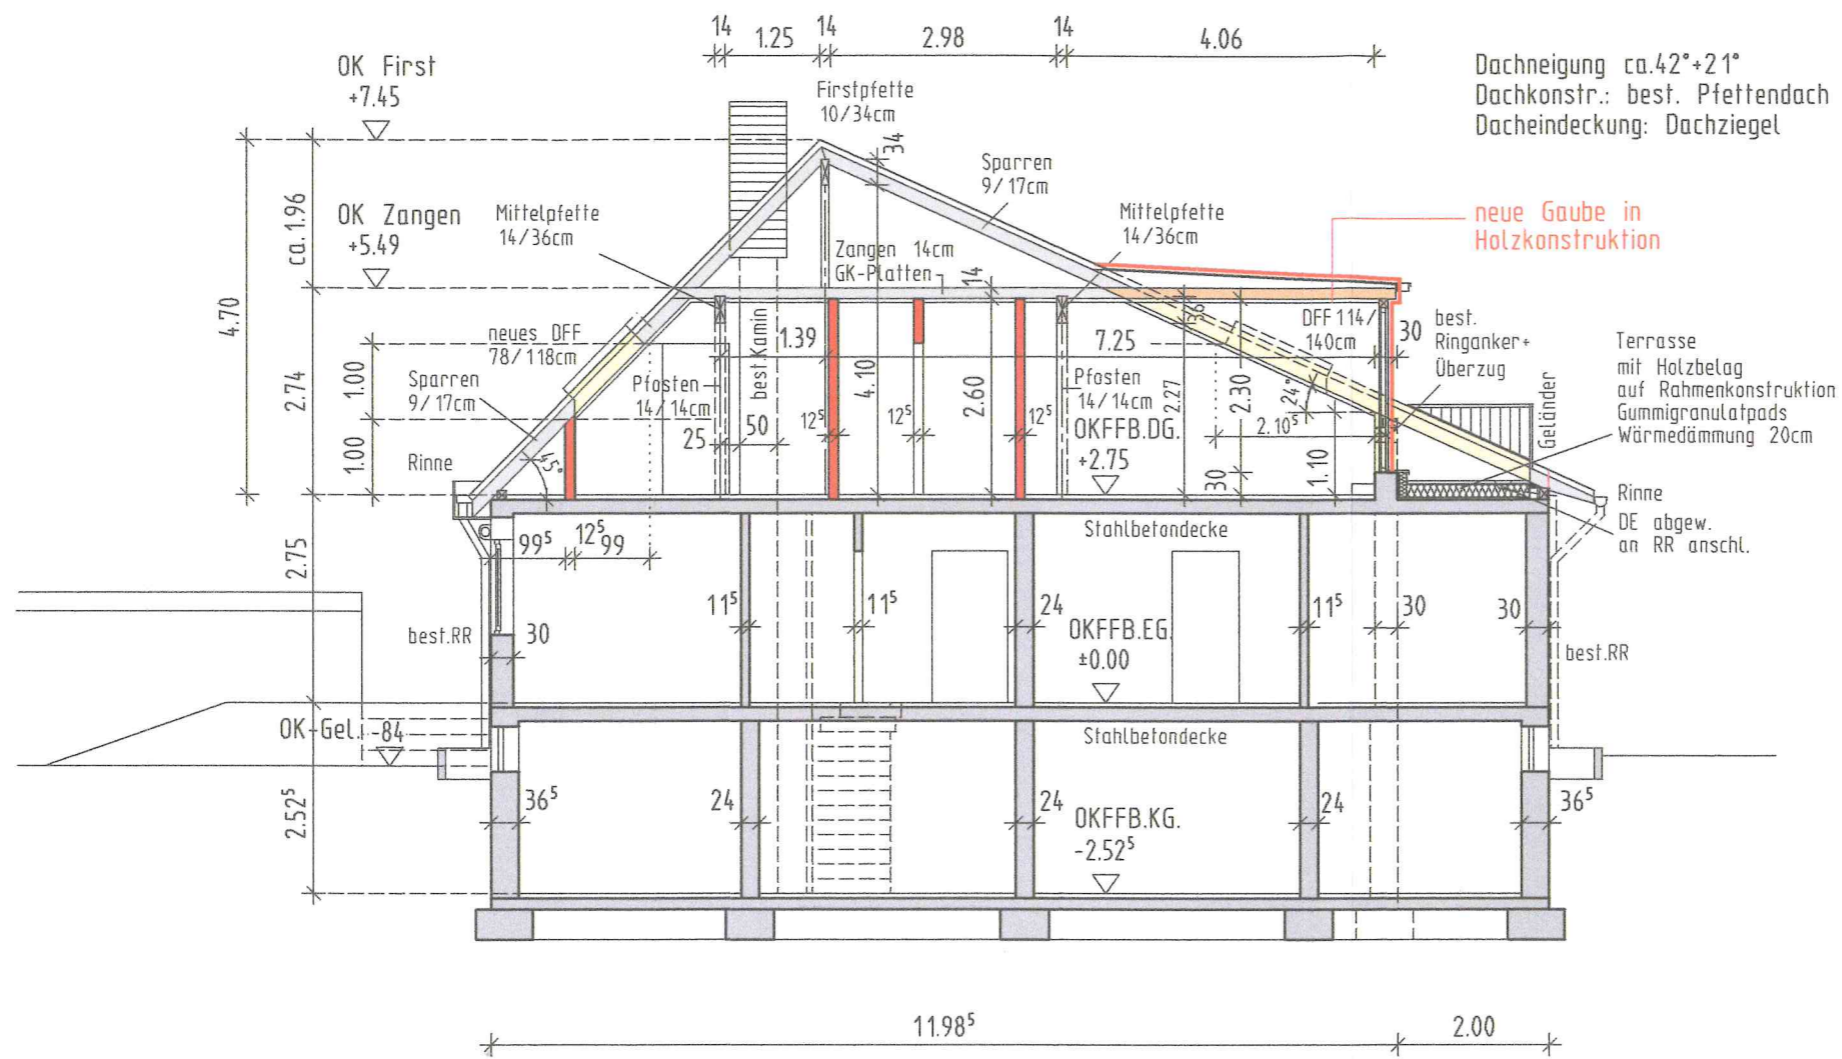 14
1.25
14
2.98
14
4.06
OK First
+7.45
Firstpfette
10/34cm
34
Dachneigung ca.42°+21°
Dachkonstr.: best. Pfettendach
Dacheindeckung: Dachziegel
Sparren
9/17cm
ca. 1.96
OK Zangen
+5.49
Mittelpfette
14/36cm
Zangen 14cm
GK-Platten
14
Mittelpfette
14/36cm
neue Gaube in
Holzkonstruktion
4.70
2.74
1.00
1.00
neues DFF
78/118cm
Sparren
9/17cm
Rinne
45°
Pfosten
14/14cm
25
50
best.Kamin
1.39
12⁵
4.10
12⁵
2.60
12⁵
7.25
36
Pfosten
14/14cm
2.27
OKFFB.DG.
+2.75
2.30
30
24°
2.10⁵
1.10
DFF 114/
140cm
30
best.
Ringanker+
Überzug
Geländer
Terrasse
mit Holzbelag
auf Rahmenkonstruktion
Gummigranulatpads
Wärmedämmung 20cm
Rinne
DE abgew.
an RR anschl.
2.75
99⁵
12⁵
99
Stahlbetondecke
best.RR
30
11⁵
11⁵
24
OKFFB.EG.
±0.00
11⁵
30
30
best.RR
OK-Gel. -84
Stahlbetondecke
2.52⁵
36⁵
24
24
OKFFB.KG.
-2.52⁵
24
36⁵
11.98⁵
2.00